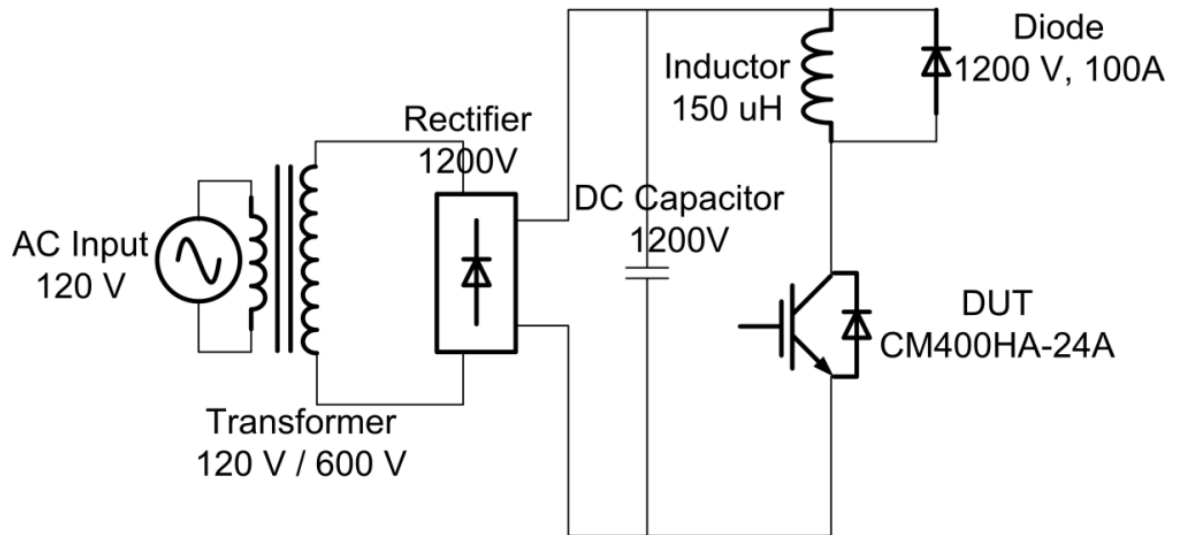 Diode
1200 V, 100A
Inductor
150 uH
Rectifier
1200V
DC Capacitor
1200V
AC Input
120 V
DUT
CM400HA-24A
Transformer
120 V / 600 V